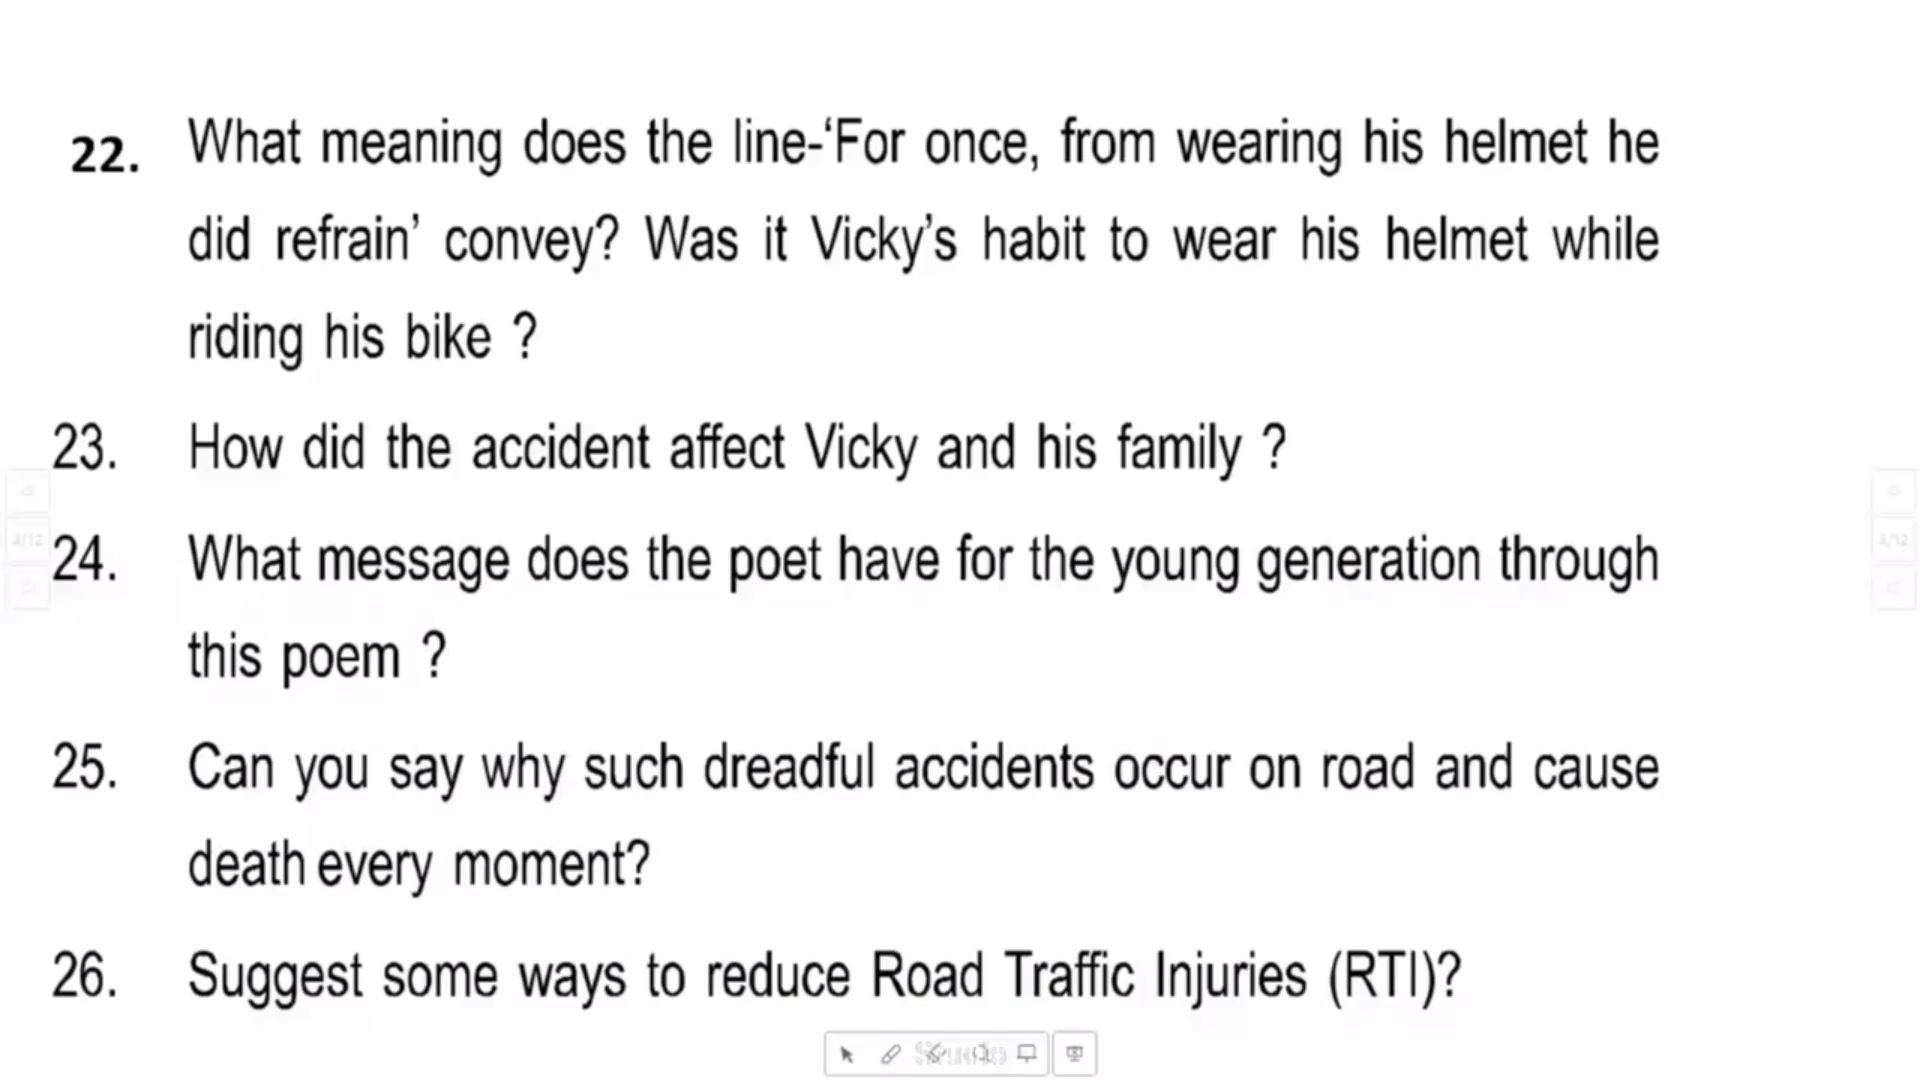 22. What meaning does the line-‘For once, from wearing his helmet he
did refrain’ convey? Was it Vicky’s habit to wear his helmet while
riding his bike ?
23. How did the accident affect Vicky and his family ?
24. What message does the poet have for the young generation through
this poem ?
25. Can you say why such dreadful accidents occur on road and cause
death every moment?
26. Suggest some ways to reduce Road Traffic Injuries (RTI)?
4/12
4/12